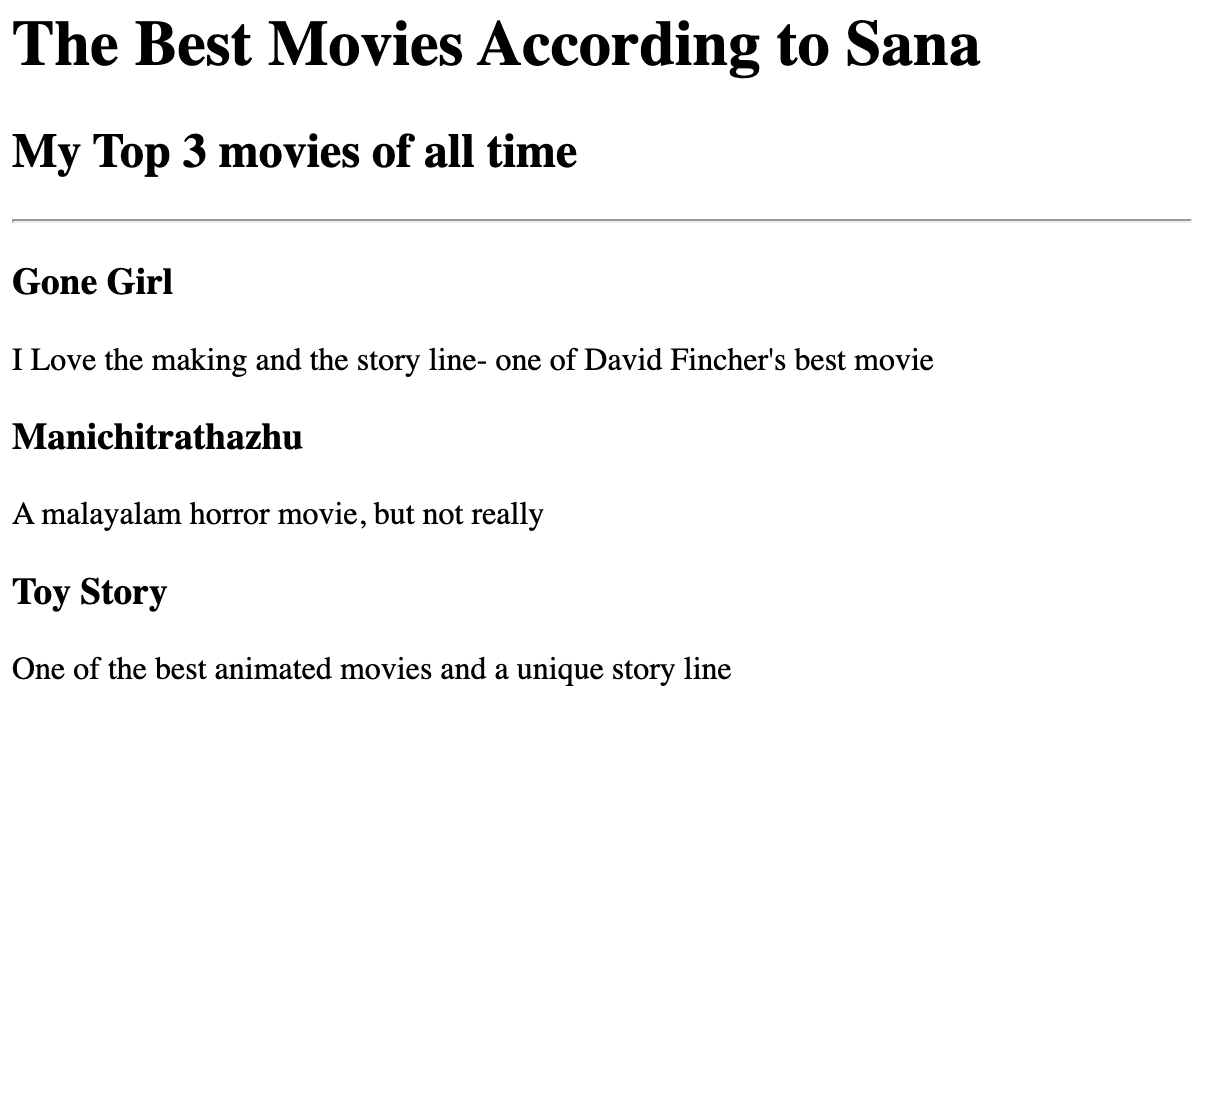 The Best Movies According to Sana
My Top 3 movies of all time
Gone Girl
I Love the making and the story line- one of David Fincher's best movie
Manichitrathazhu
A malayalam horror movie, but not really
Toy Story
One of the best animated movies and a unique story line